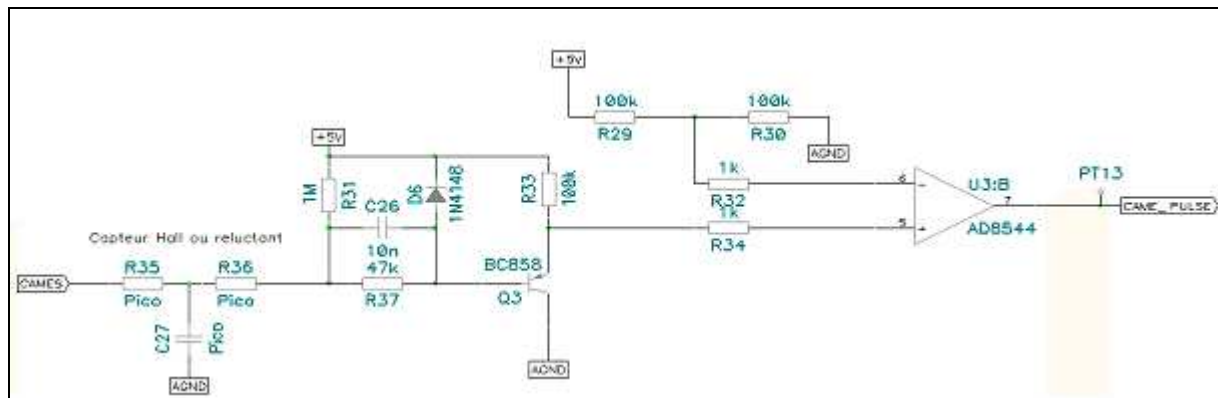 +5v
100k
R29
100k
R30
AGND
+5v
1M
R31
C26
10n
D6
1N4148
R33
100k
1k
R32
1k
R34
6
-
5
+
7
U3:B
AD8544
PT13
CAME_PULSE
Capteur Hall ou reluctant
CAMES
R35
Pico
R36
Pico
47k
R37
BC858
Q3
C27
Pico
AGND
AGND